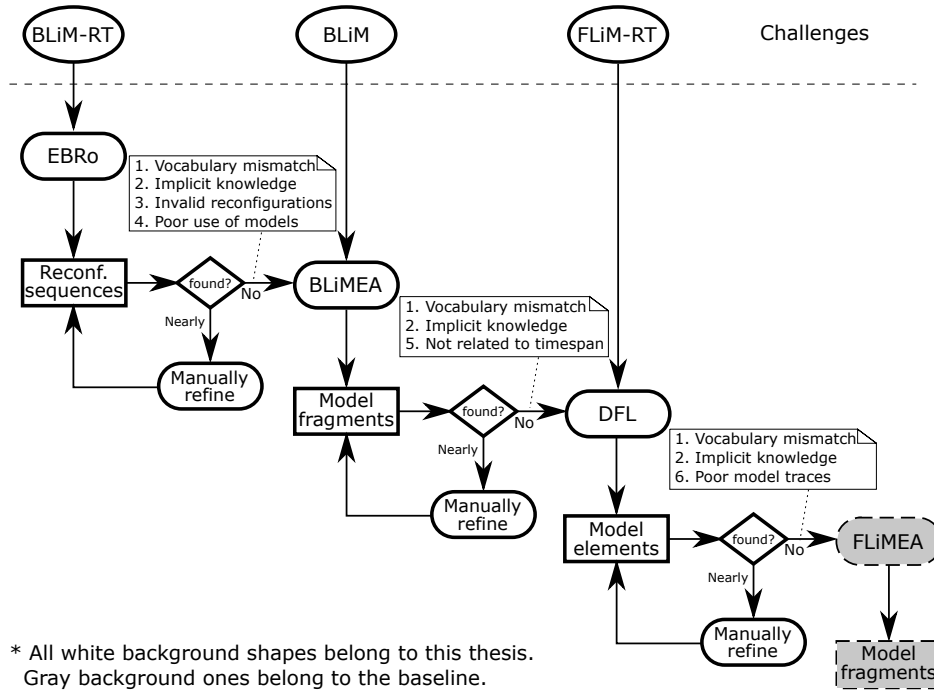 BLiM-RT
BLiM
FLiM-RT
Challenges
EBRo
1. Vocabulary mismatch
2. Implicit knowledge
3. Invalid reconfigurations
4. Poor use of models
Reconf.
sequences
found?
No
Nearly
Manually
refine
BLiMEA
1. Vocabulary mismatch
2. Implicit knowledge
5. Not related to timespan
Model
fragments
found?
No
Nearly
Manually
refine
DFL
1. Vocabulary mismatch
2. Implicit knowledge
6. Poor model traces
Model
elements
found?
No
Nearly
Manually
refine
FLiMEA
Model
fragments
* All white background shapes belong to this thesis.
Gray background ones belong to the baseline.